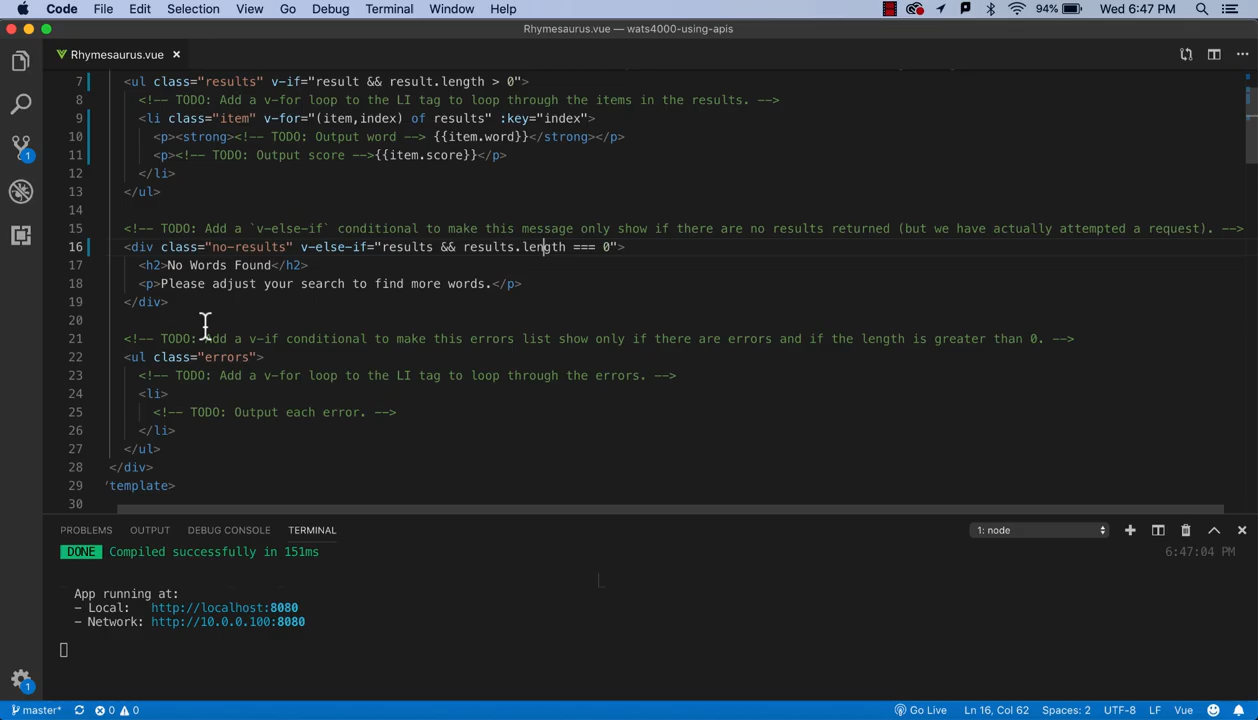 Code File Edit Selection View Go Debug Terminal Window Help 94% Wed 6:47 PM
Rhymesaurus.vue — wats4000-using-apis
Rhymesaurus.vue ×
7 <ul class="results" v-if="result && result.length > 0">
8 <!-- TODO: Add a v-for loop to the LI tag to loop through the items in the results. -->
9 <li class="item" v-for="(item,index) of results" :key="index">
10 <p><strong><!-- TODO: Output word --> {{item.word}}</strong></p>
11 <p><!-- TODO: Output score -->{{item.score}}</p>
12 </li>
13 </ul>
14
15 <!-- TODO: Add a `v-else-if` conditional to make this message only show if there are no results returned (but we have actually attempted a request). -->
16 <div class="no-results" v-else-if="results && results.length === 0">
17 <h2>No Words Found</h2>
18 <p>Please adjust your search to find more words.</p>
19 </div>
20
21 <!-- TODO: Add a v-if conditional to make this errors list show only if there are errors and if the length is greater than 0. -->
22 <ul class="errors">
23 <!-- TODO: Add a v-for loop to the LI tag to loop through the errors. -->
24 <li>
25 <!-- TODO: Output each error. -->
26 </li>
27 </ul>
28 </div>
29 /template>
30
PROBLEMS OUTPUT DEBUG CONSOLE TERMINAL 1: node
DONE Compiled successfully in 151ms 6:47:04 PM
App running at:
- Local: http://localhost:8080
- Network: http://10.0.0.100:8080
master* 0 0 Go Live Ln 16, Col 62 Spaces: 2 UTF-8 LF Vue
1
1